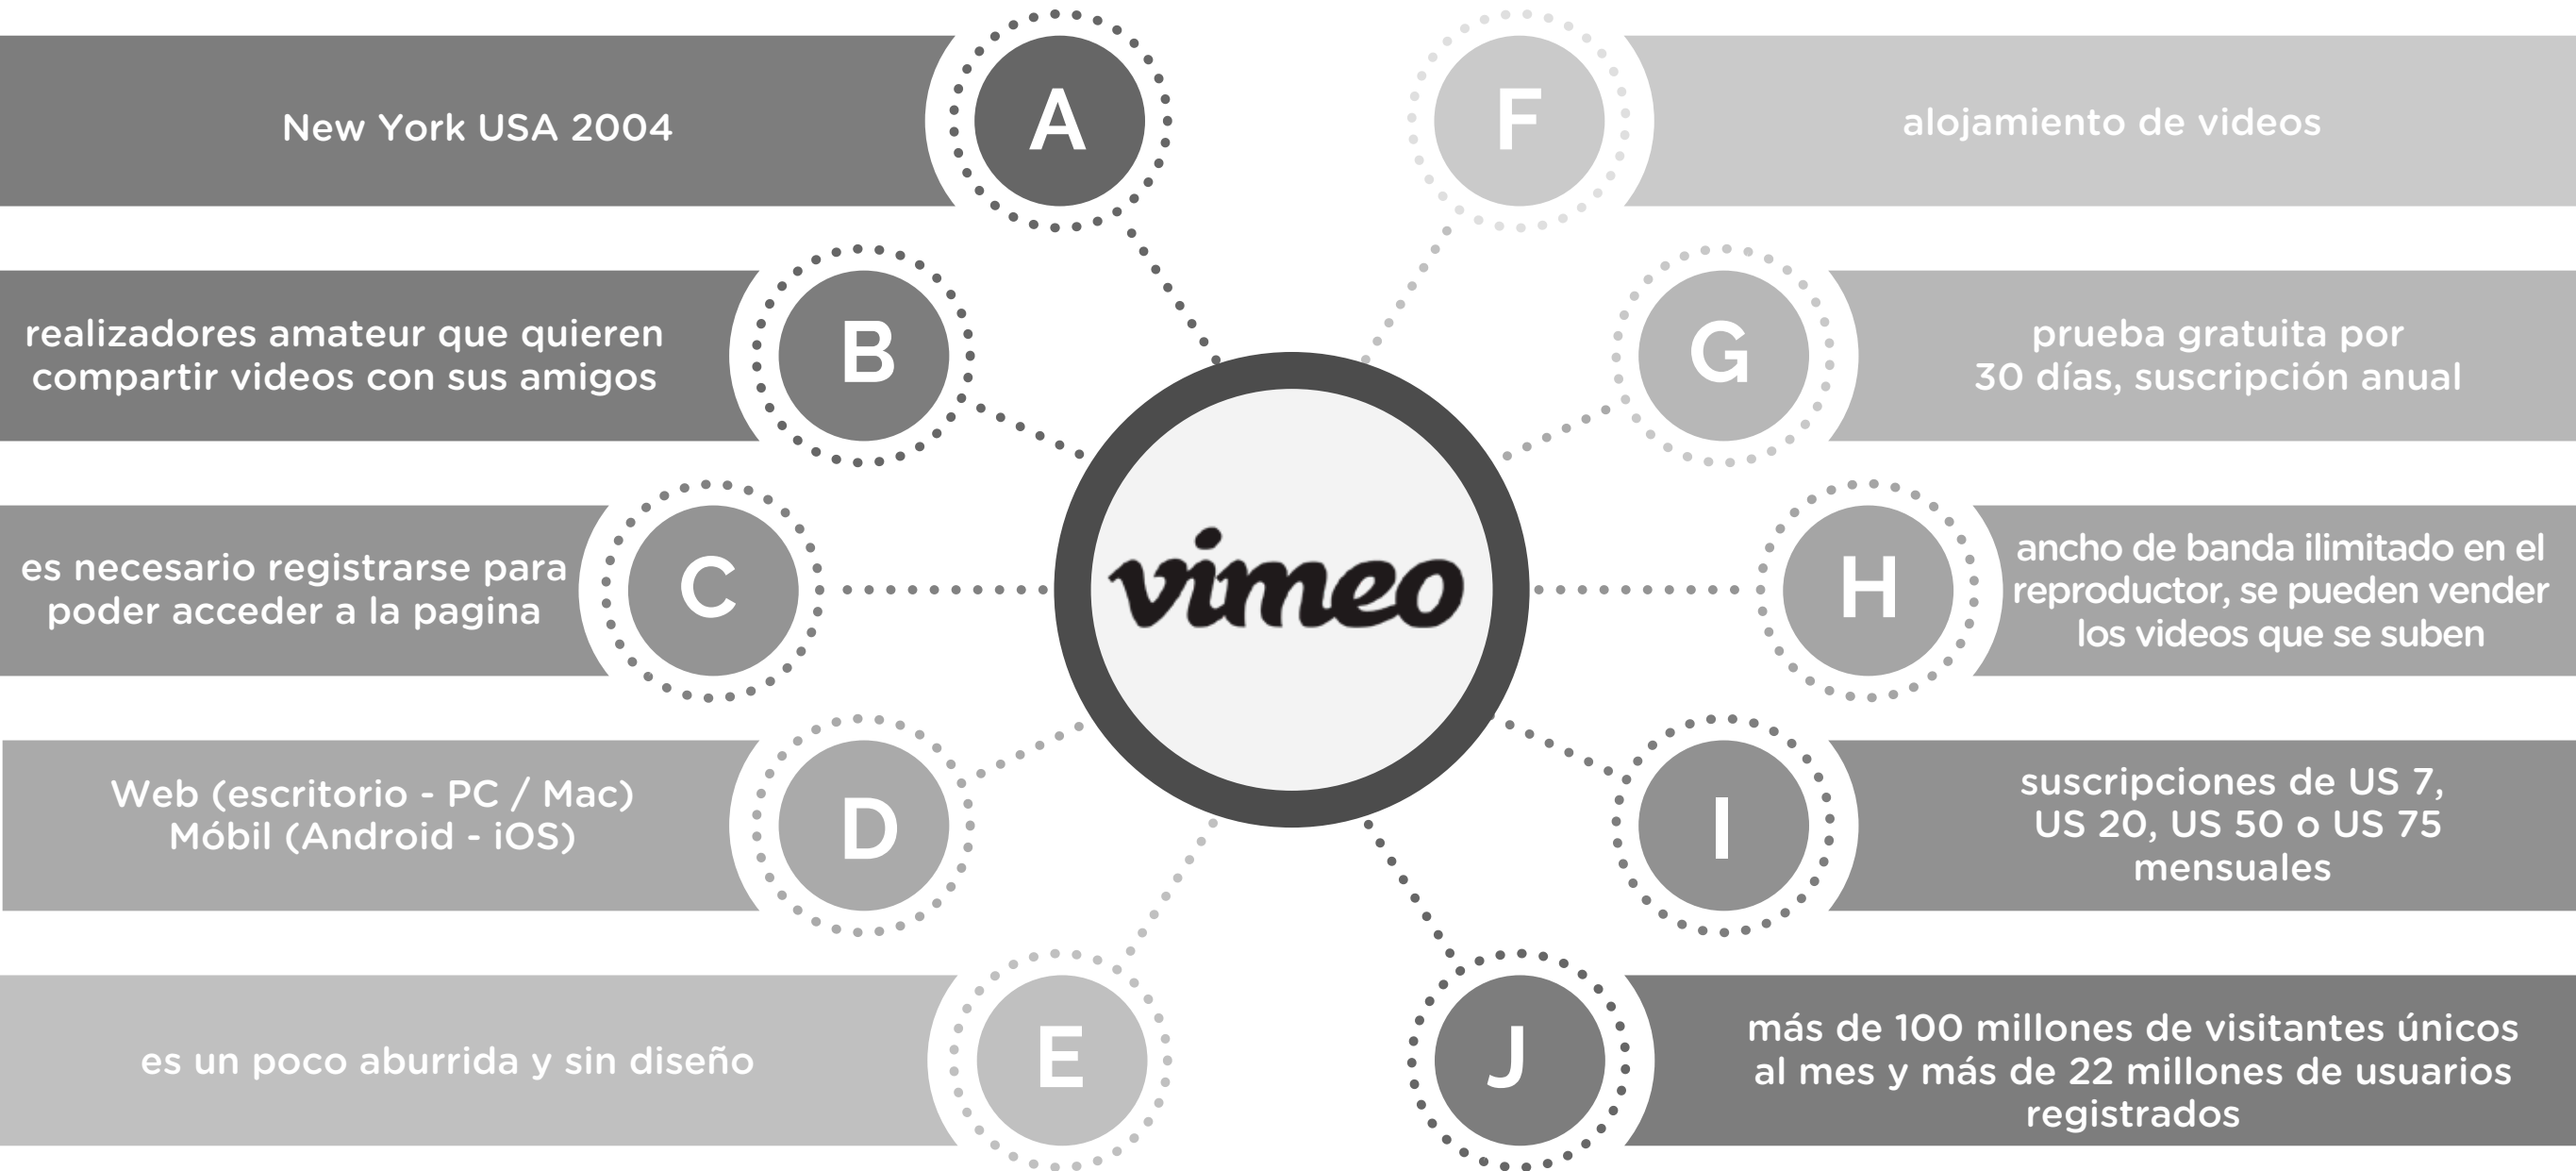 A
New York USA 2004
B
realizadores amateur que quieren
compartir videos con sus amigos
C
es necesario registrarse para
poder acceder a la pagina
D
Web (escritorio - PC / Mac)
Móbil (Android - iOS)
E
es un poco aburrida y sin diseño
vimeo
F
alojamiento de videos
G
prueba gratuita por
30 días, suscripción anual
H
ancho de banda ilimitado en el
reproductor, se pueden vender
los videos que se suben
I
suscripciones de US 7,
US 20, US 50 o US 75
mensuales
J
más de 100 millones de visitantes únicos
al mes y más de 22 millones de usuarios
registrados